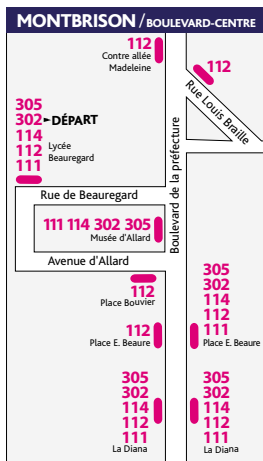 MONTBRISON / BOULEVARD-CENTRE
112
Contre allée
Madeleine
112
Rue Louis Braille
305
302 ►DÉPART
114 Lycée
112 Beauregard
111
Boulevard de la préfecture
Rue de Beauregard
111 114 302 305
Musée d'Allard
Avenue d'Allard
112
Place Bouvier
112
Place E. Beaure
305
302
114
112
111
Place E. Beaure
305
302
114
112
111
La Diana
305
302
114
112
111
La Diana